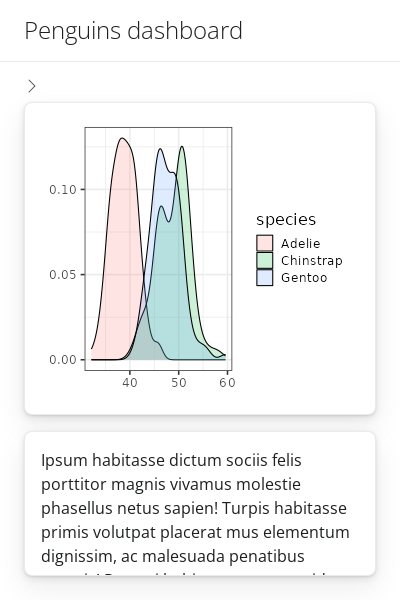 Penguins dashboard
species
0.10
Adelie
Chinstrap
Gentoo
0.05
0.00
40 50 60
Ipsum habitasse dictum sociis felis
porttitor magnis vivamus molestie
phasellus netus sapien! Turpis habitasse
primis volutpat placerat mus elementum
dignissim, ac malesuada penatibus